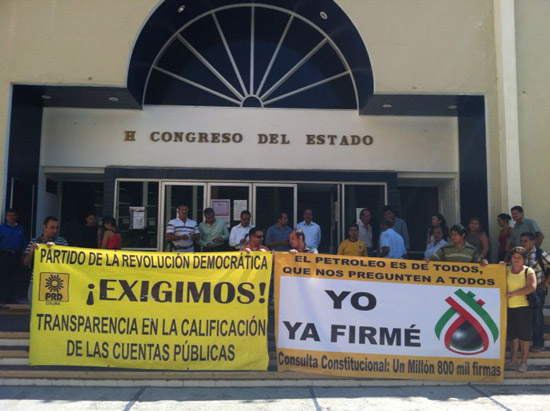 H CONGRESO DEL ESTADO
PARTIDO DE LA REVOLUCIÓN DEMOCRÁTICA
PRD
COLIMA
¡EXIGIMOS!
TRANSPARENCIA EN LA CALIFICACIÓN
DE LAS CUENTAS PÚBLICAS
EL PETROLEO ES DE TODOS,
QUE NOS PREGUNTEN A TODOS
YO
YA FIRMÉ
Consulta Constitucional: Un Millón 800 mil firmas